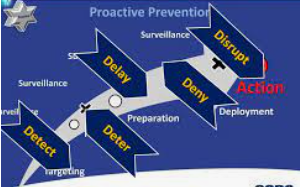 Proactive Prevention
Surveillance
Disrupt
Delay
Action
Surveillance
Deny
Deployment
Preparation
Deter
Detect
Targeting